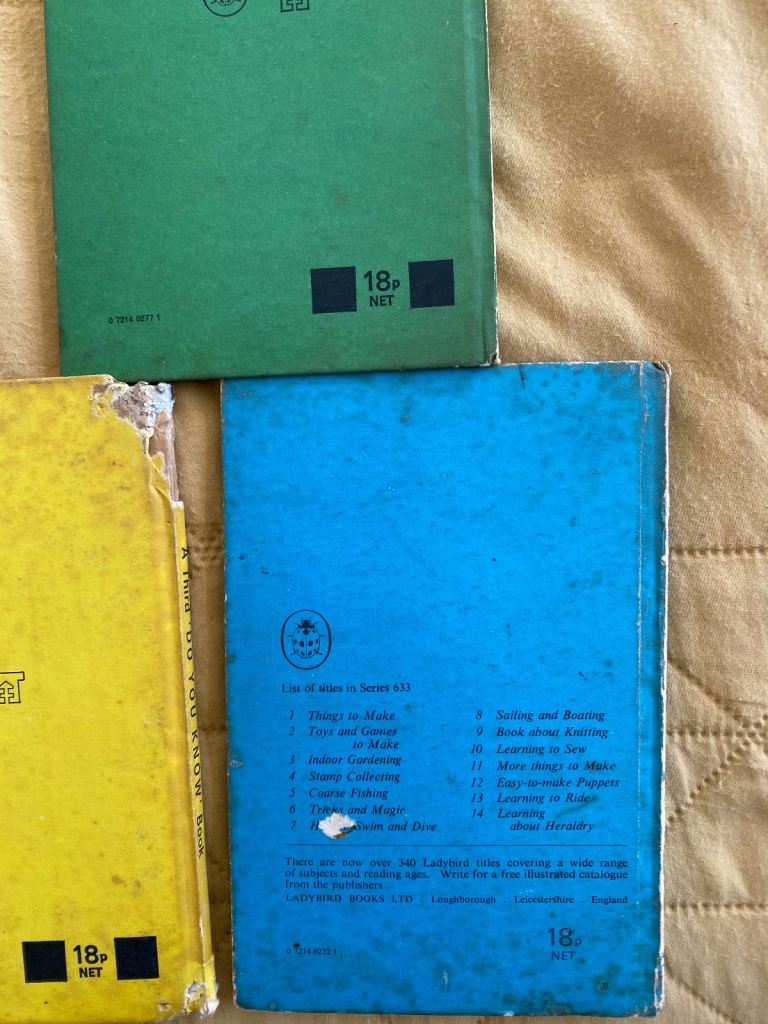 18p
NET
0 7214 0277 1
A Third 'DO YOU KNOW' Book
18p
NET
List of titles in Series 633
1 Things to Make
2 Toys and Games
to Make
3 Indoor Gardening
4 Stamp Collecting
5 Coarse Fishing
6 Tricks and Magic
7 Swim and Dive
8 Sailing and Boating
9 Book about Knitting
10 Learning to Sew
11 More things to Make
12 Easy-to-make Puppets
13 Learning to Ride
14 Learning
about Heraldry
There are now over 340 Ladybird titles covering a wide range
of subjects and reading ages. Write for a free illustrated catalogue
from the publishers
LADYBIRD BOOKS LTD . Loughborough . Leicestershire . England
0 7214 0232 1
18p
NET